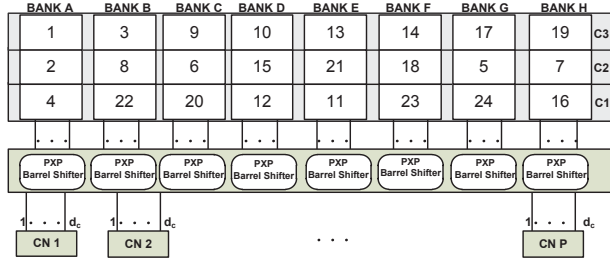 BANK A BANK B BANK C BANK D BANK E BANK F BANK G BANK H
1 3 9 10 13 14 17 19 C3
2 8 6 15 21 18 5 7 C2
4 22 20 12 11 23 24 16 C1
. . . . . . . . . . . . . . . . . . . . . . . .
PXP PXP PXP PXP PXP PXP PXP PXP
Barrel Shifter Barrel Shifter Barrel Shifter Barrel Shifter Barrel Shifter Barrel Shifter Barrel Shifter Barrel Shifter
1 . . . dc 1 . . . dc 1 . . . dc
CN 1 CN 2 . . . CN P